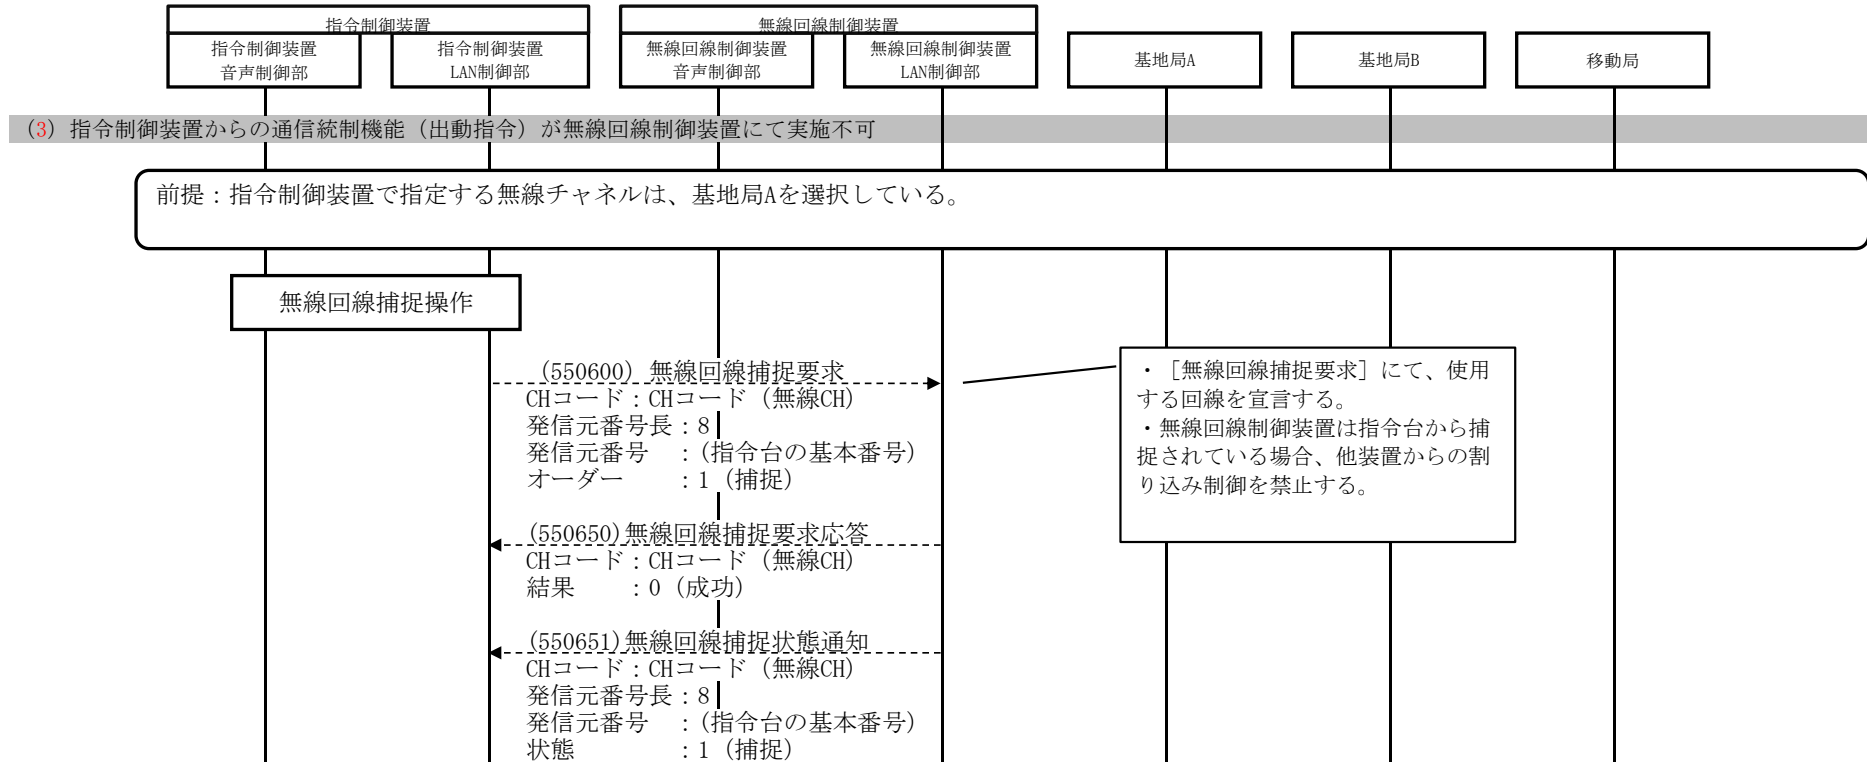 指令制御装置
無線回線制御装置
指令制御装置
音声制御部
指令制御装置
LAN制御部
無線回線制御装置
音声制御部
無線回線制御装置
LAN制御部
基地局A
基地局B
移動局
（3）指令制御装置からの通信統制機能（出動指令）が無線回線制御装置にて実施不可
前提：指令制御装置で指定する無線チャネルは、基地局Aを選択している。
無線回線捕捉操作
(550600) 無線回線捕捉要求
CHコード：CHコード（無線CH）
発信元番号長：8
発信元番号　：(指令台の基本番号)
オーダー　　：1（捕捉）
・［無線回線捕捉要求］にて、使用
する回線を宣言する。
・無線回線制御装置は指令台から捕
捉されている場合、他装置からの割
り込み制御を禁止する。
(550650)無線回線捕捉要求応答
CHコード：CHコード（無線CH）
結果　　：0（成功）
(550651)無線回線捕捉状態通知
CHコード：CHコード（無線CH）
発信元番号長：8
発信元番号　：(指令台の基本番号)
状態　　　　：1（捕捉）